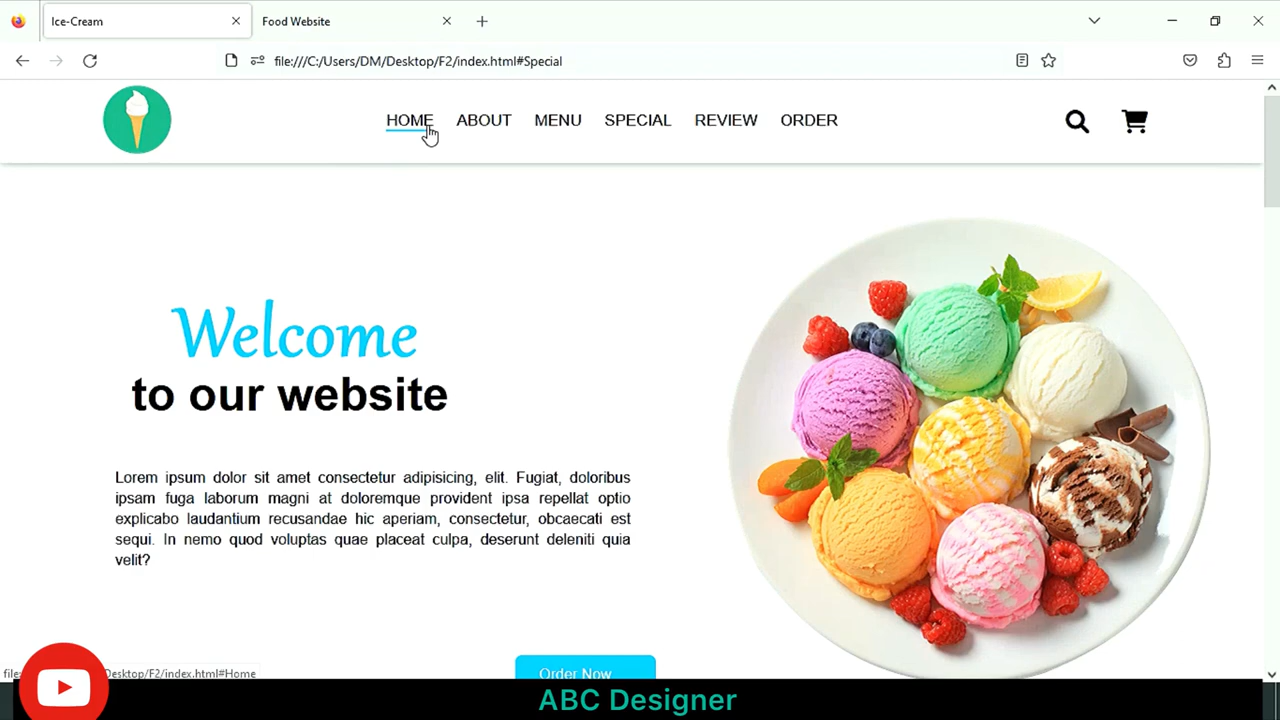 Ice-Cream
Food Website
file:///C:/Users/DM/Desktop/F2/index.html#Special
HOME ABOUT MENU SPECIAL REVIEW ORDER
Welcome
to our website
Lorem ipsum dolor sit amet consectetur adipisicing, elit. Fugiat, doloribus
ipsam fuga laborum magni at doloremque provident ipsa repellat optio
explicabo laudantium recusandae hic aperiam, consectetur, obcaecati est
sequi. In nemo quod voluptas quae placeat culpa, deserunt deleniti quia
velit?
Order Now
file: Desktop/F2/index.html#Home
ABC Designer